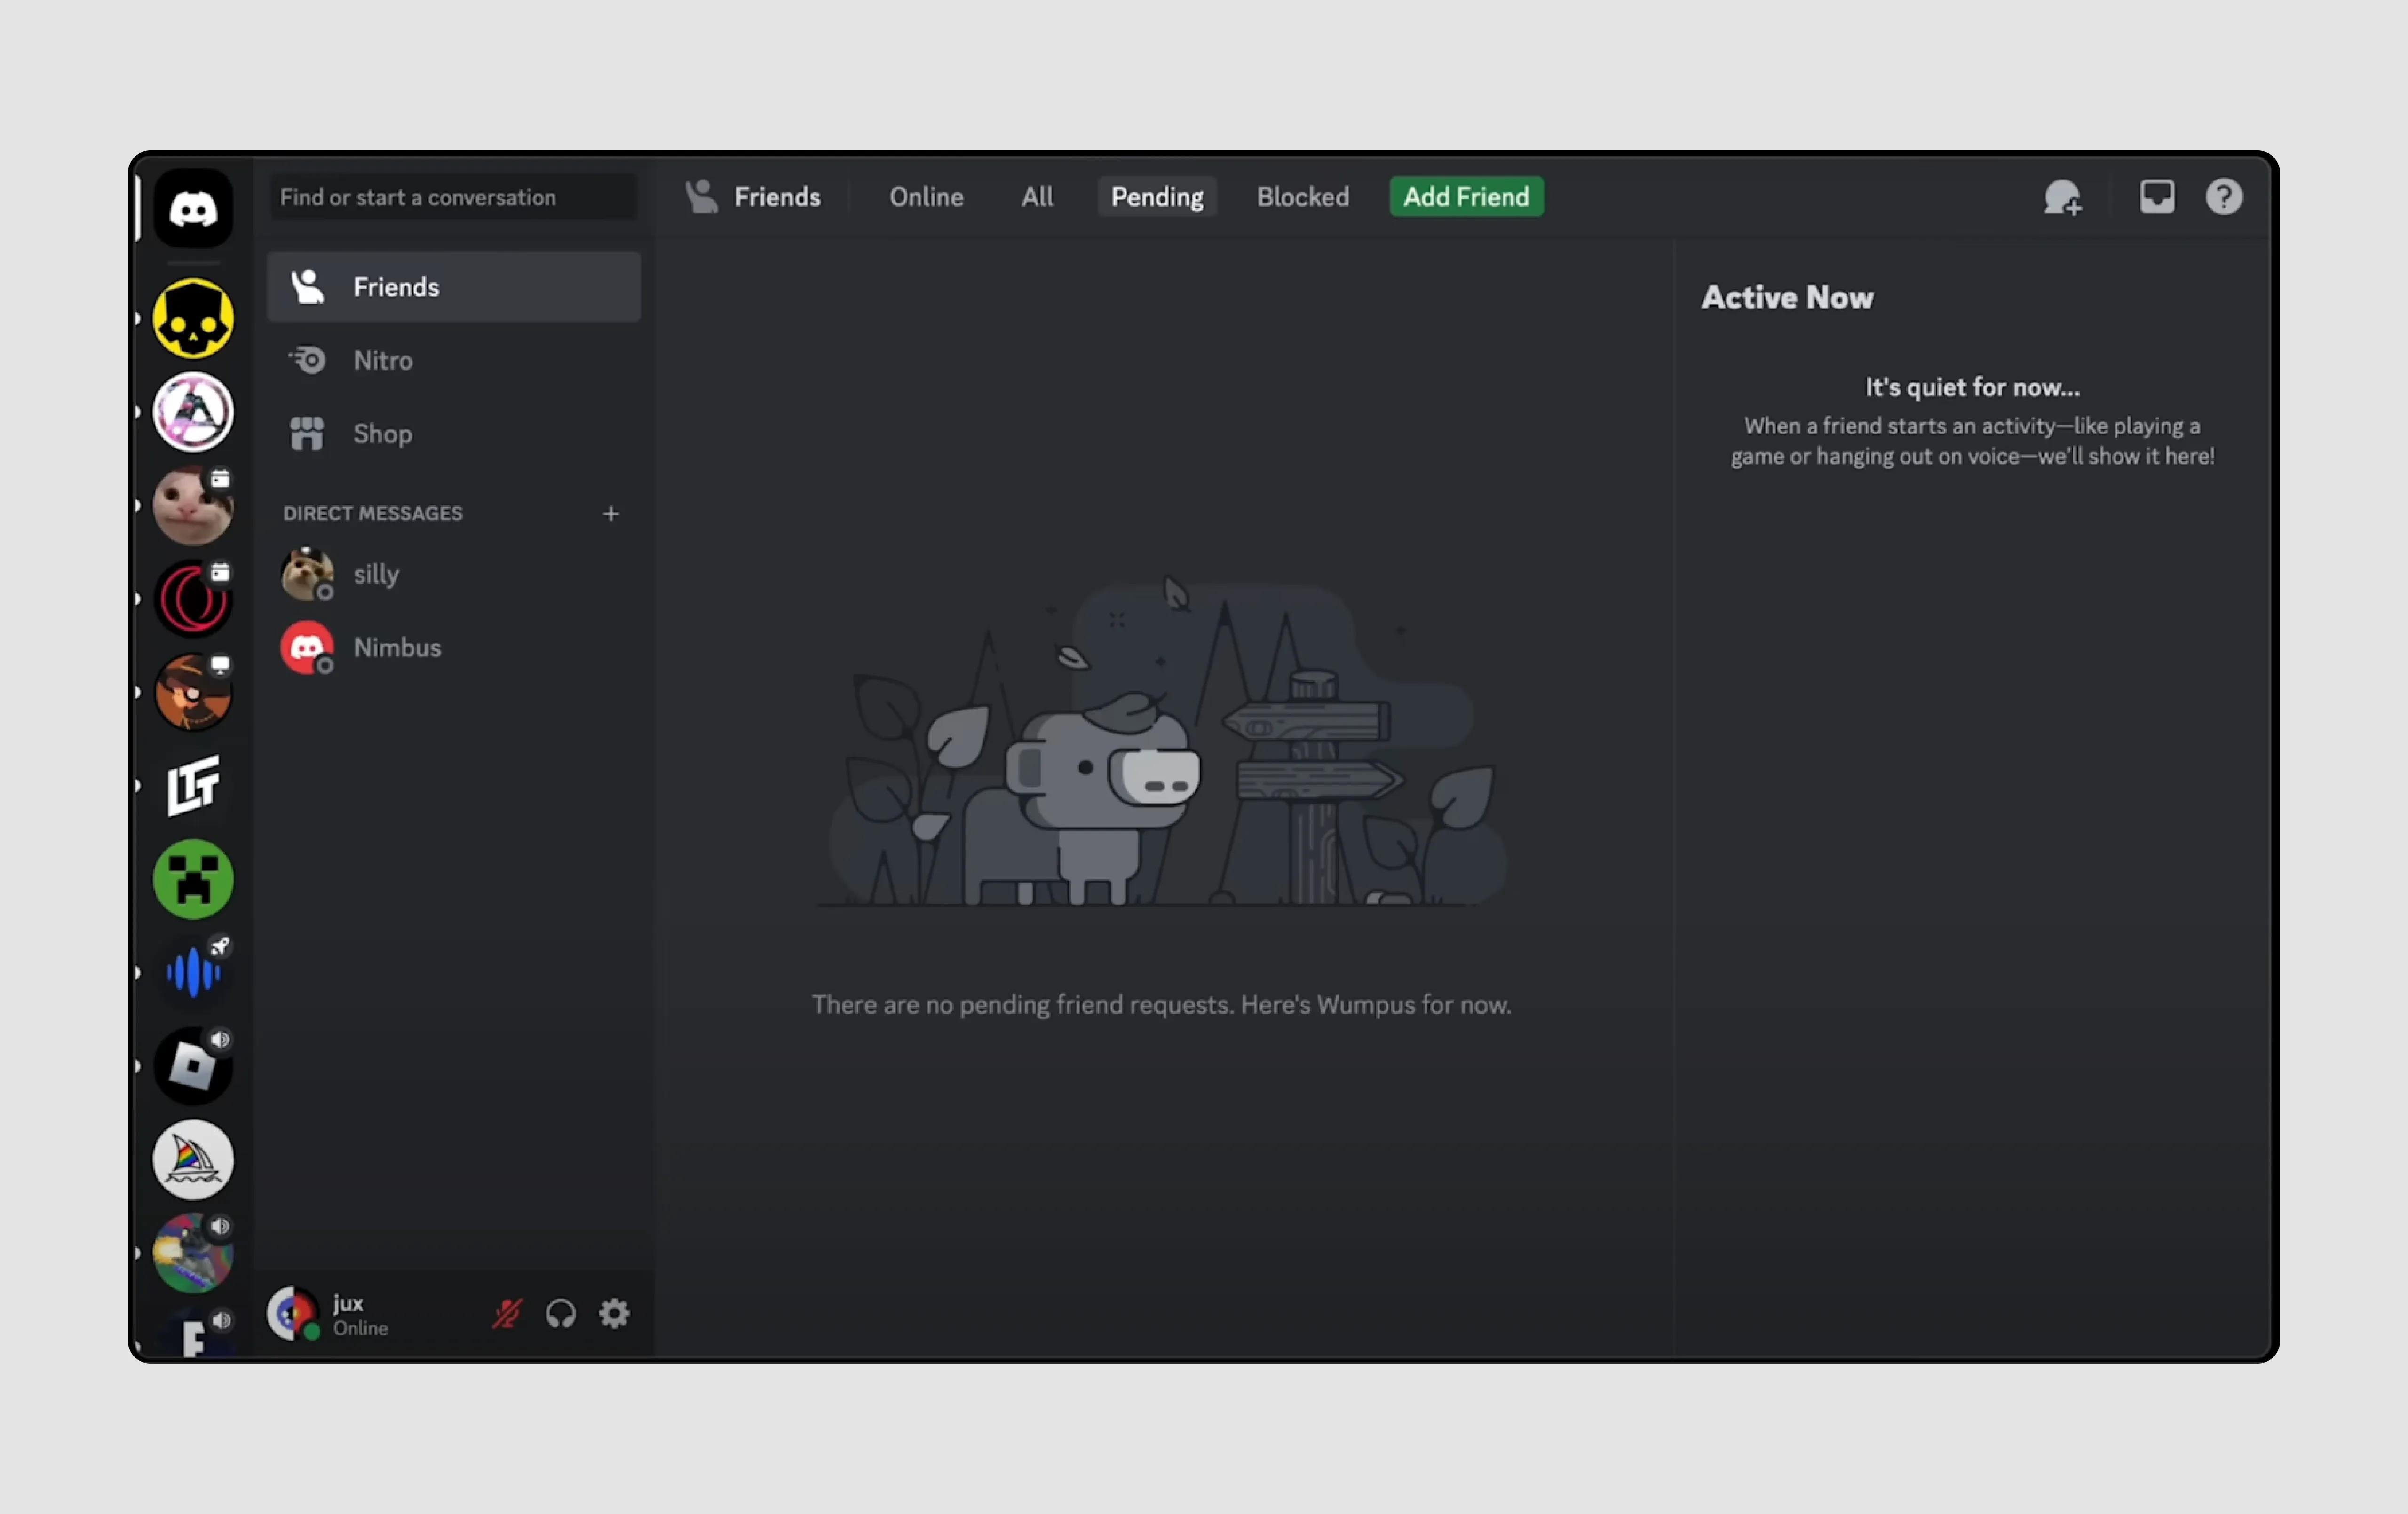 Find or start a conversation
Friends
Online
All
Pending
Blocked
Add Friend
Friends
Nitro
Shop
DIRECT MESSAGES
silly
Nimbus
LTT
There are no pending friend requests. Here's Wumpus for now.
Active Now
It's quiet for now...
When a friend starts an activity—like playing a
game or hanging out on voice—we'll show it here!
jux
Online